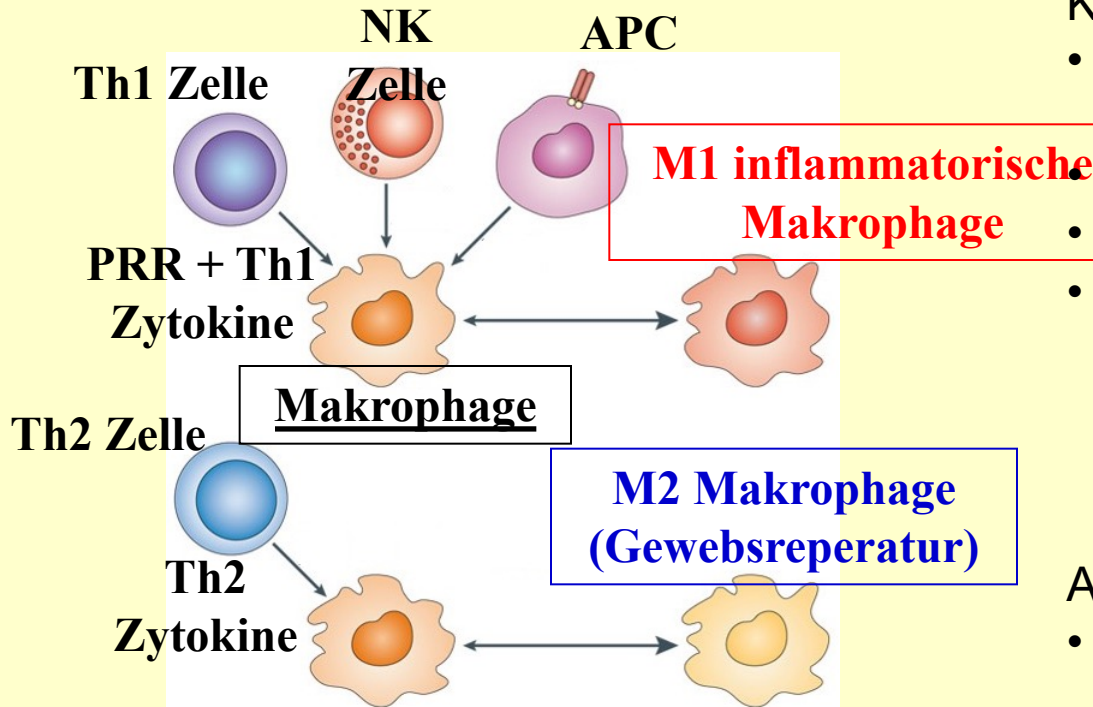 NK
Zelle
APC
Th1 Zelle
M1 inflammatorische
Makrophage
PRR + Th1
Zytokine
Makrophage
Th2 Zelle
M2 Makrophage
(Gewebsreperatur)
Th2
Zytokine
K
•
•
•
•
A
•